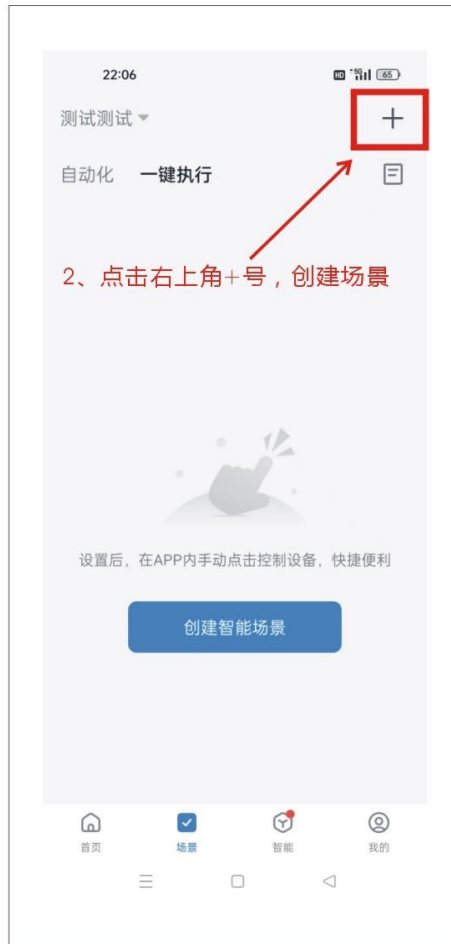 22:06
HD 5G 65
测试测试
+
自动化 一键执行
2、点击右上角+号，创建场景
设置后，在APP内手动点击控制设备，快捷便利
创建智能场景
首页 场景 智能 我的